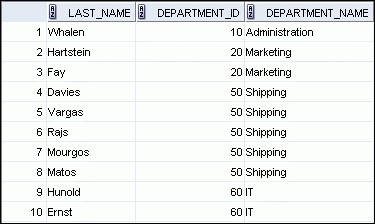 LAST_NAME DEPARTMENT_ID DEPARTMENT_NAME
1 Whalen 10 Administration
2 Hartstein 20 Marketing
3 Fay 20 Marketing
4 Davies 50 Shipping
5 Vargas 50 Shipping
6 Rajs 50 Shipping
7 Mourgos 50 Shipping
8 Matos 50 Shipping
9 Hunold 60 IT
10 Ernst 60 IT